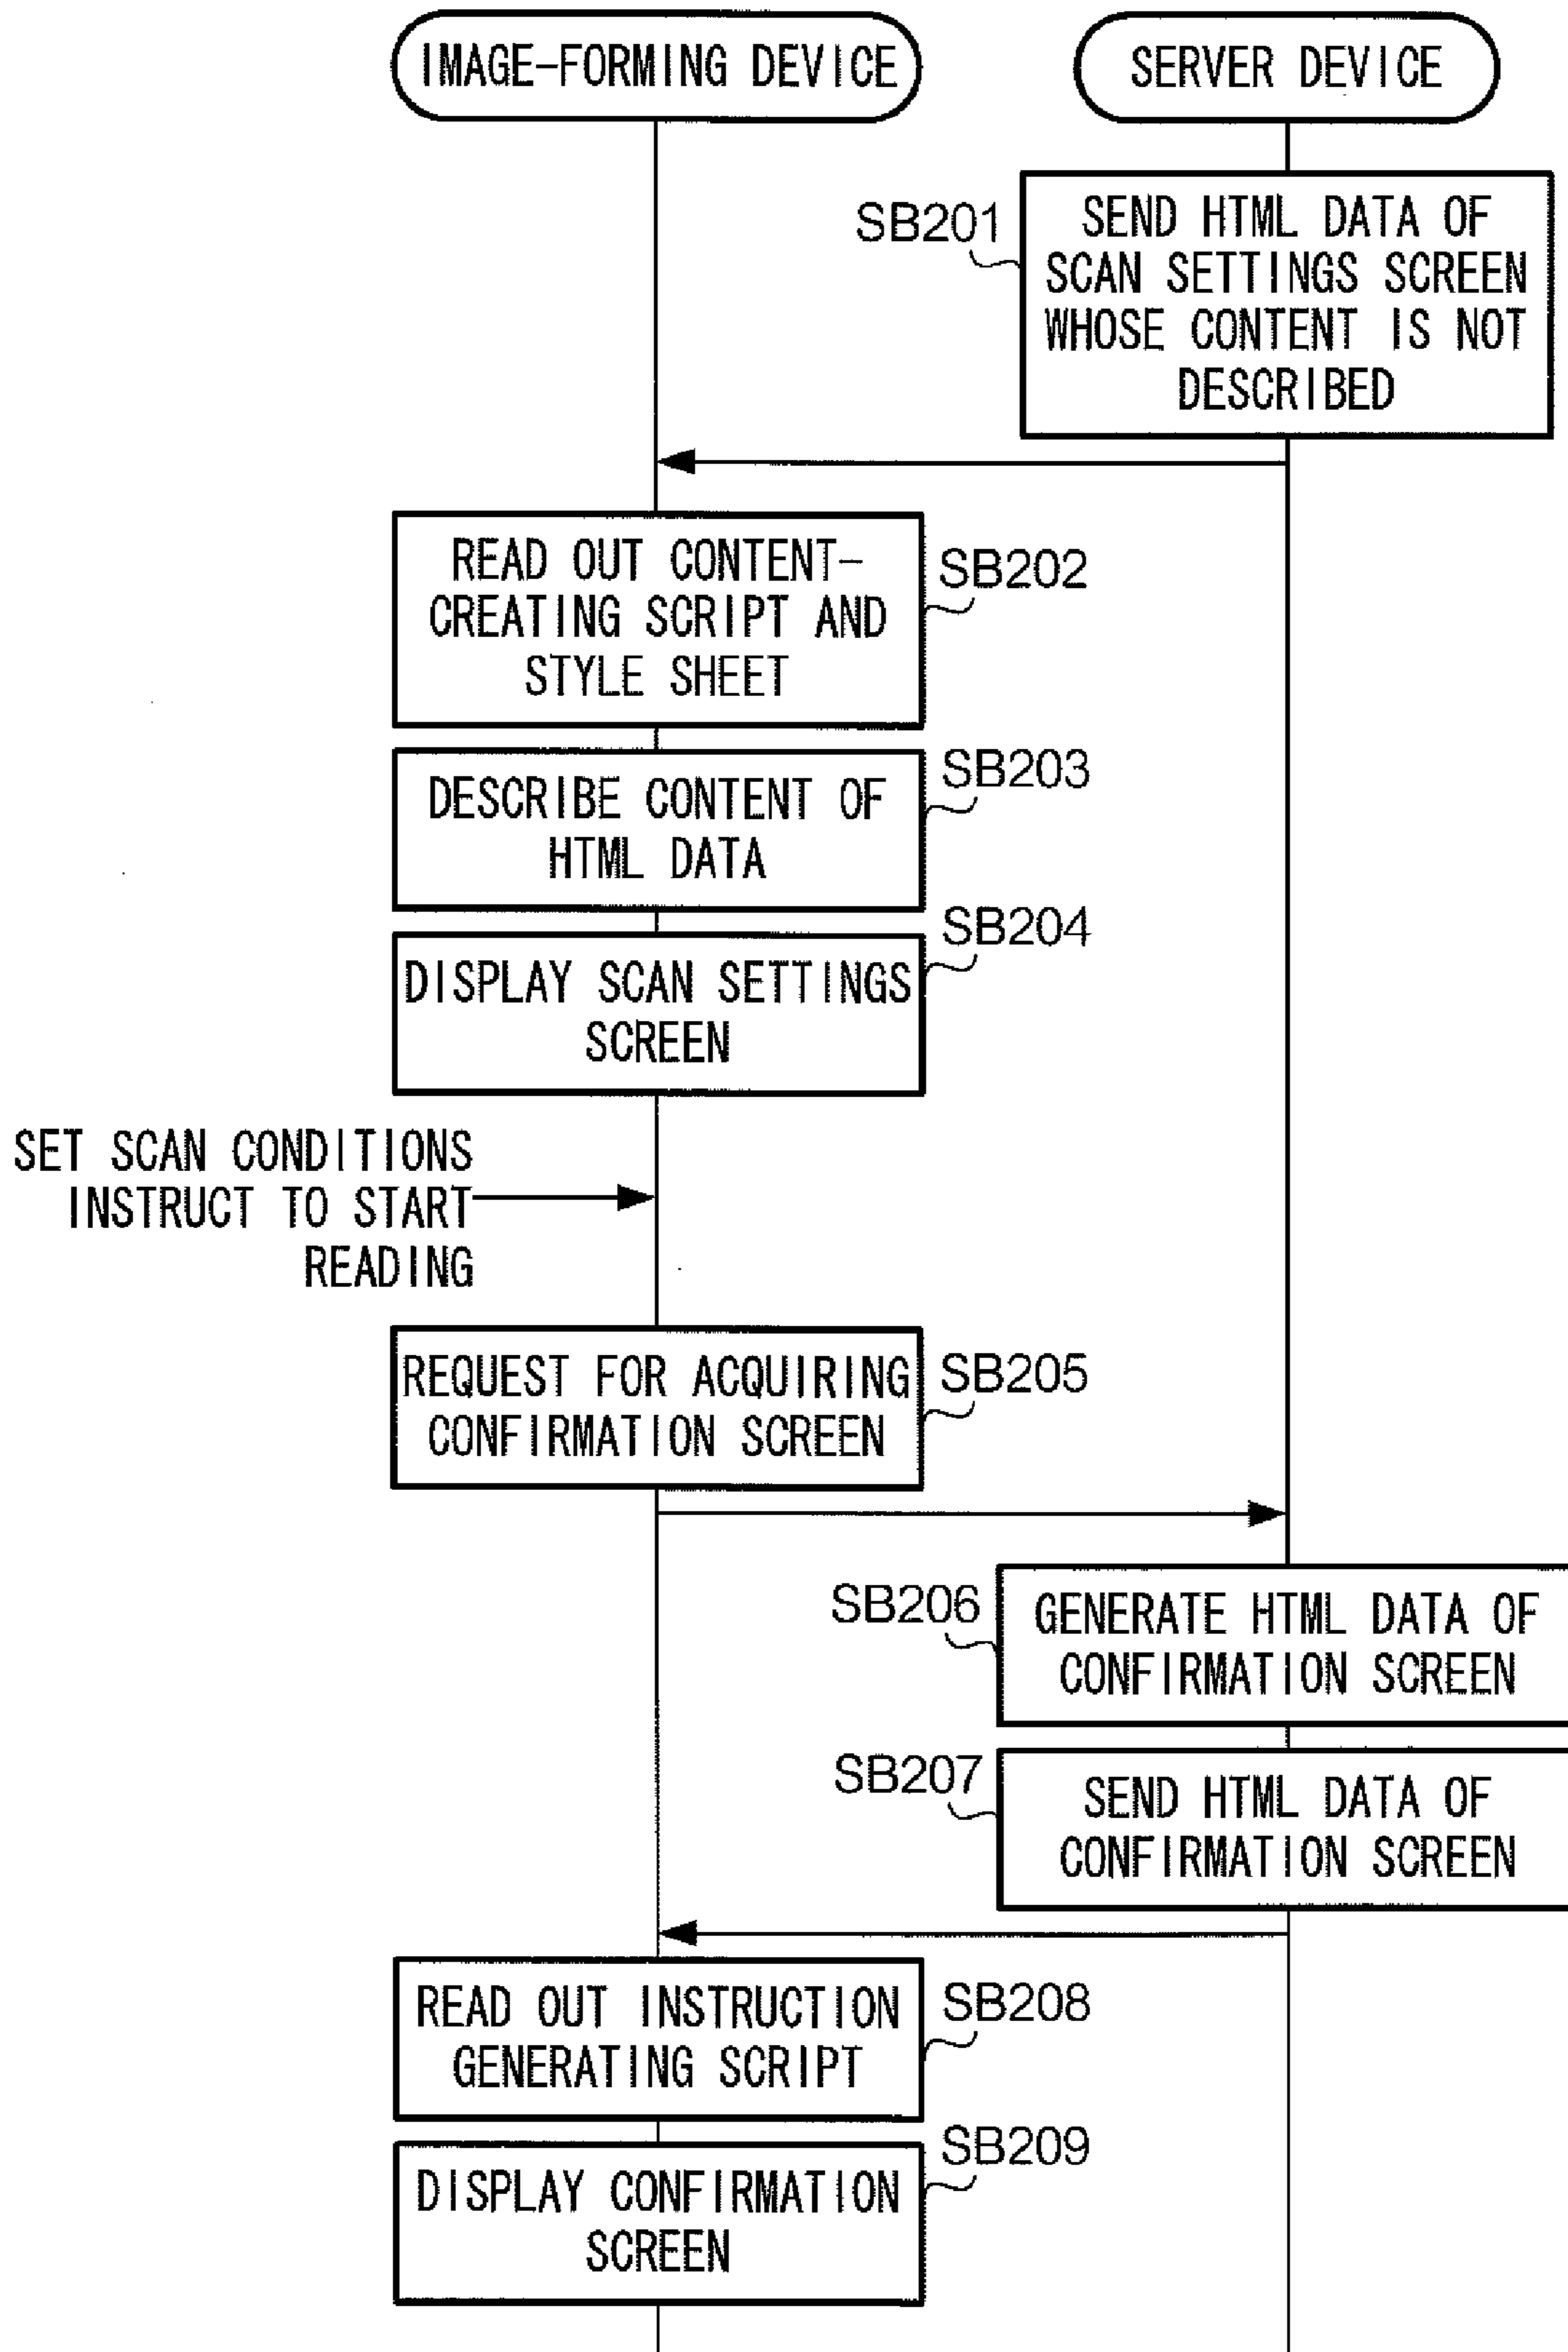 IMAGE-FORMING DEVICE
SERVER DEVICE
SB201
SEND HTML DATA OF
SCAN SETTINGS SCREEN
WHOSE CONTENT IS NOT
DESCRIBED
READ OUT CONTENT-
CREATING SCRIPT AND
STYLE SHEET
SB202
DESCRIBE CONTENT OF
HTML DATA
SB203
DISPLAY SCAN SETTINGS
SCREEN
SB204
SET SCAN CONDITIONS
INSTRUCT TO START
READING
REQUEST FOR ACQUIRING
CONFIRMATION SCREEN
SB205
SB206
GENERATE HTML DATA OF
CONFIRMATION SCREEN
SB207
SEND HTML DATA OF
CONFIRMATION SCREEN
READ OUT INSTRUCTION
GENERATING SCRIPT
SB208
DISPLAY CONFIRMATION
SCREEN
SB209